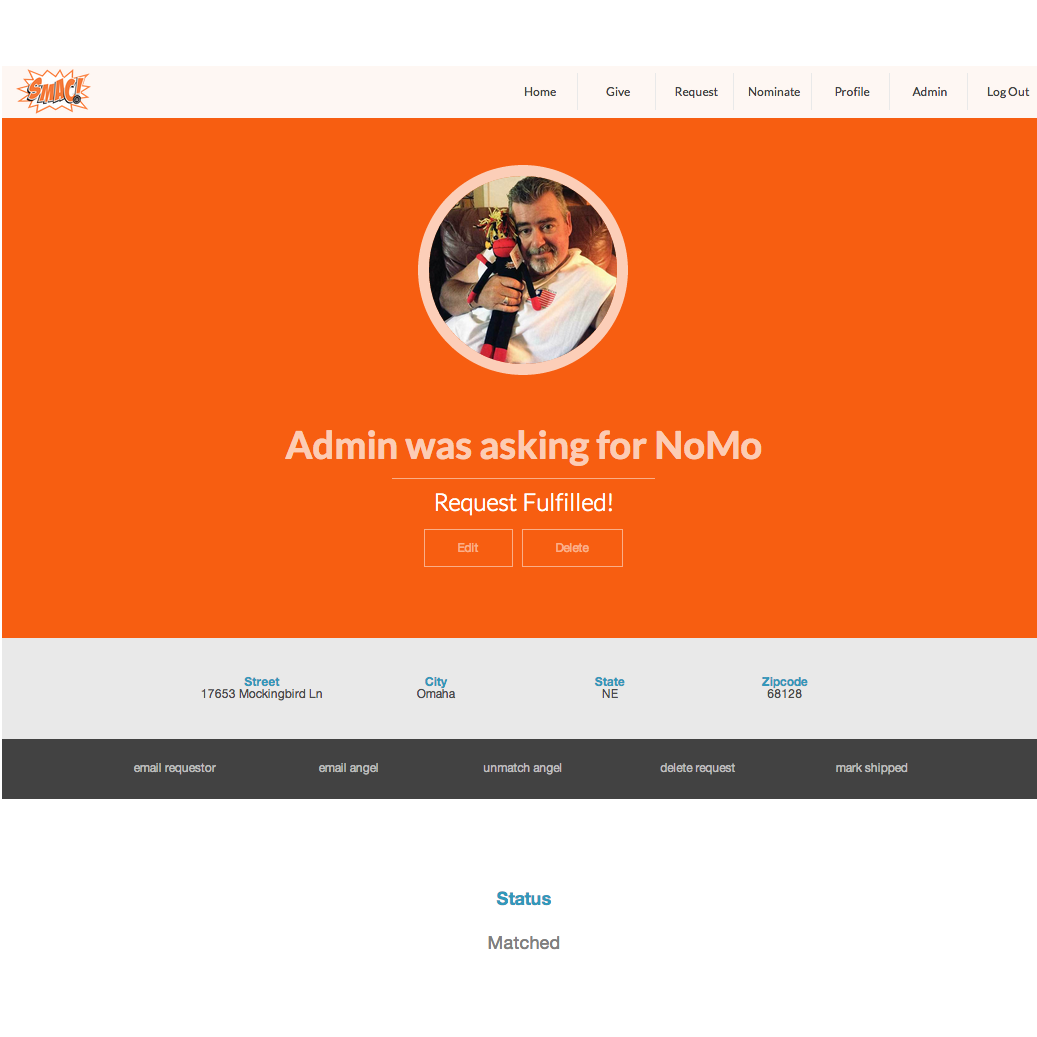 SMAC!
Home Give Request Nominate Profile Admin Log Out
Admin was asking for NoMo
Request Fulfilled!
Edit Delete
Street City State Zipcode
17653 Mockingbird Ln Omaha NE 68128
email requestor email angel unmatch angel delete request mark shipped
Status
Matched